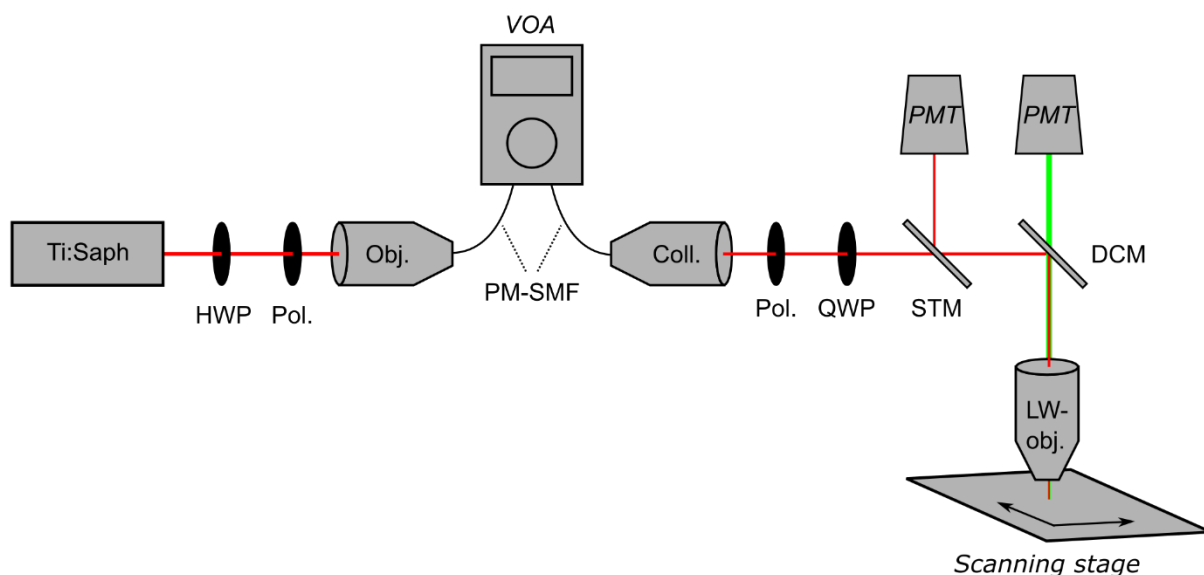 VOA
PMT
PMT
Ti:Saph
Obj.
Coll.
DCM
PM-SMF
HWP
Pol.
Pol.
QWP
STM
LW-
obj.
Scanning stage